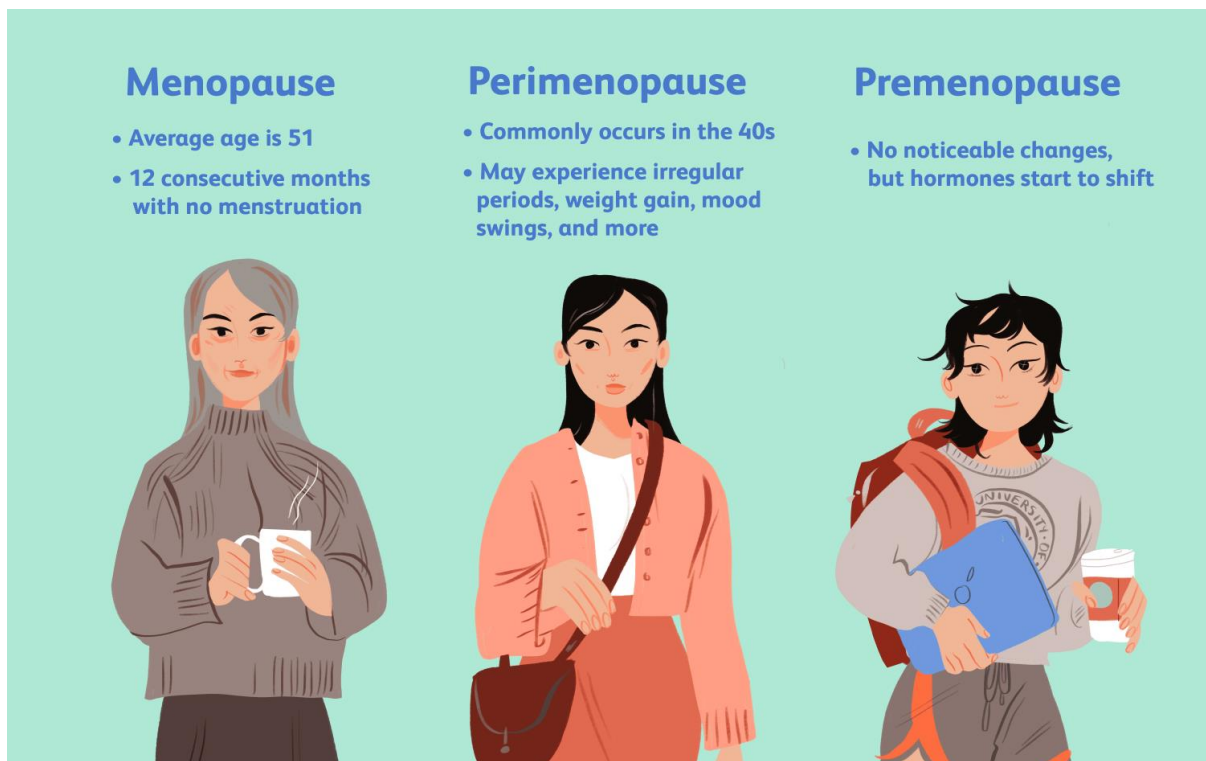 Menopause
• Average age is 51
• 12 consecutive months
with no menstruation
Perimenopause
• Commonly occurs in the 40s
• May experience irregular
periods, weight gain, mood
swings, and more
Premenopause
• No noticeable changes,
but hormones start to shift
UNIVERSITY OF